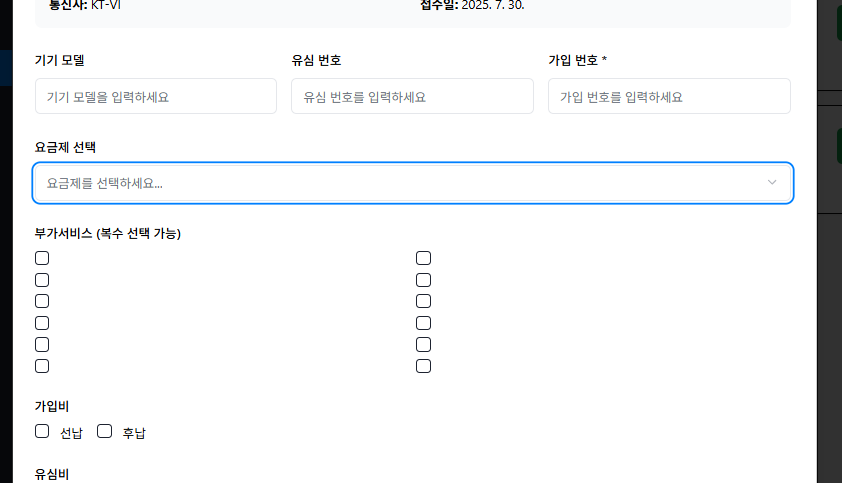 통신사: KT-VI 접수일: 2025. 7. 30.
기기 모델 유심 번호 가입 번호 *
기기 모델을 입력하세요 유심 번호를 입력하세요 가입 번호를 입력하세요
요금제 선택
요금제를 선택하세요...
부가서비스 (복수 선택 가능)
가입비
선납 후납
유심비